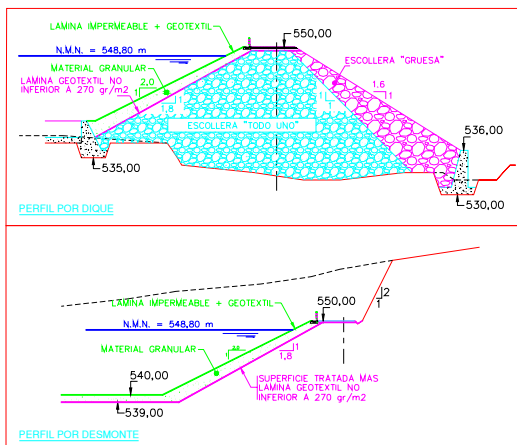 LAMINA IMPERMEABLE + GEOTEXTIL
550,00
N.M.N. = 548,80 m
ESCOLLERA "GRUESA"
MATERIAL GRANULAR
2.0
1
LAMINA GEOTEXTIL NO
INFERIOR A 270 gr/m2
1.6
1
ESCOLLERA "TODO UNO"
536,00
535,00
530,00
PERFIL POR DIQUE
2
1
LAMINA IMPERMEABLE + GEOTEXTIL
550,00
N.M.N. = 548,80 m
MATERIAL GRANULAR
1
1,8
540,00
SUPERFICIE TRATADA MAS
LAMINA GEOTEXTIL NO
INFERIOR A 270 gr/m2
539,00
PERFIL POR DESMONTE